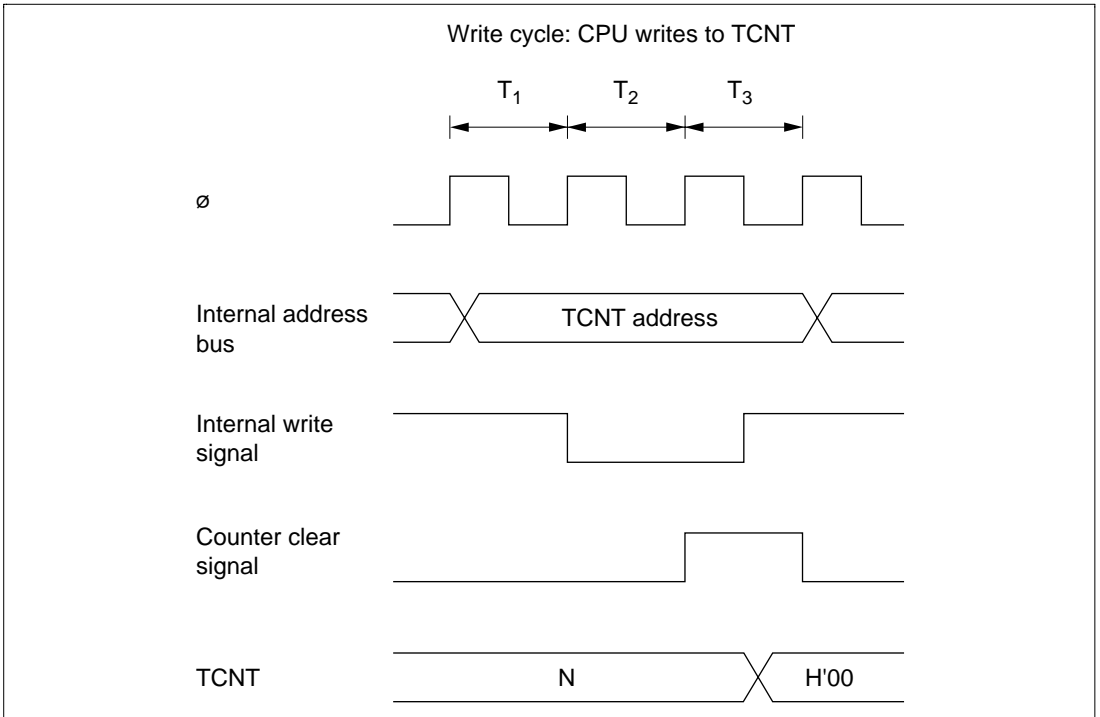 Write cycle: CPU writes to TCNT
T1 T2 T3
ø
Internal address
bus
TCNT address
Internal write
signal
Counter clear
signal
TCNT N H'00